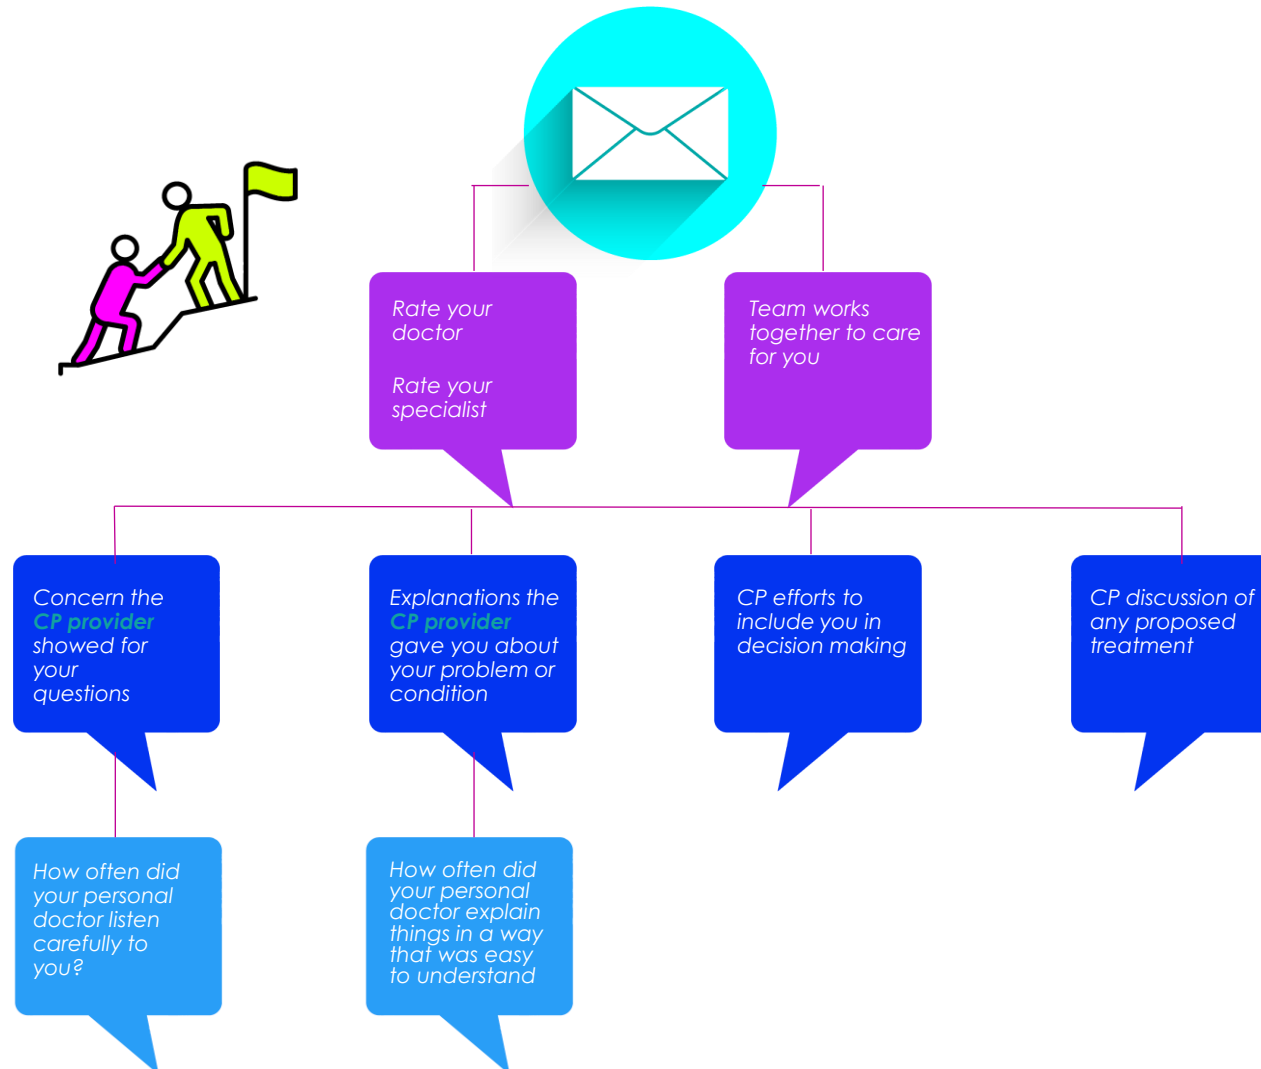 Rate your
doctor
Rate your
specialist
Team works
together to care
for you
Concern the
CP provider
showed for
your
questions
Explanations the
CP provider
gave you about
your problem or
condition
CP efforts to
include you in
decision making
CP discussion of
any proposed
treatment
How often did
your personal
doctor listen
carefully to
you?
How often did
your personal
doctor explain
things in a way
that was easy
to understand